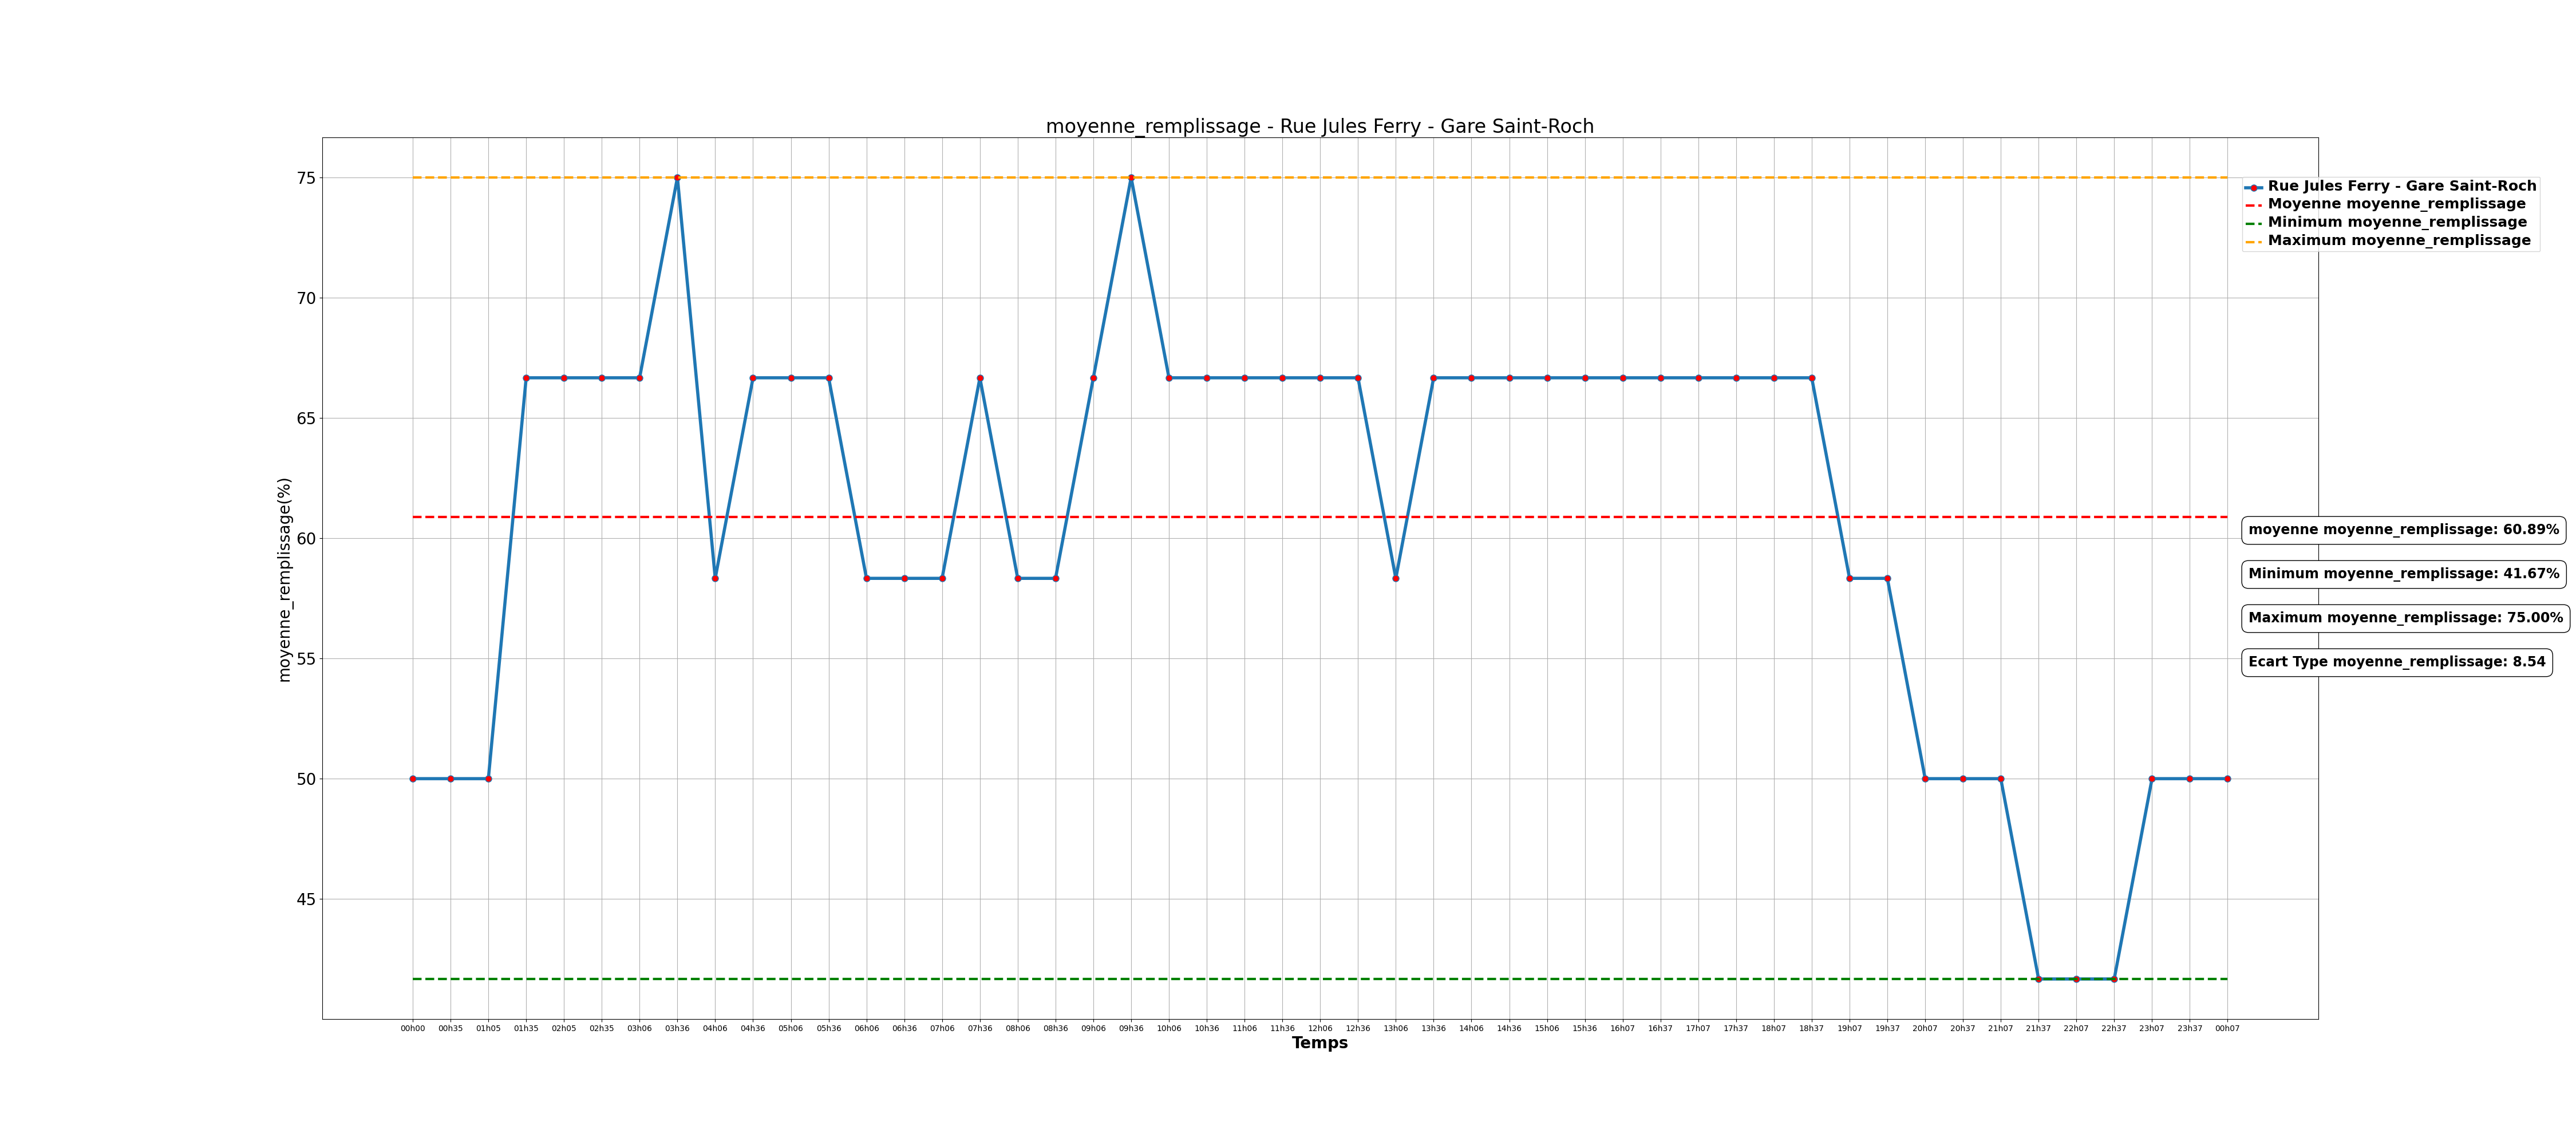 moyenne_remplissage - Rue Jules Ferry - Gare Saint-Roch
moyenne_remplissage(%)
75
70
65
60
55
50
45
Rue Jules Ferry - Gare Saint-Roch
Moyenne moyenne_remplissage
Minimum moyenne_remplissage
Maximum moyenne_remplissage
moyenne moyenne_remplissage: 60.89%
Minimum moyenne_remplissage: 41.67%
Maximum moyenne_remplissage: 75.00%
Ecart Type moyenne_remplissage: 8.54
00h00 00h35 01h05 01h35 02h05 02h35 03h06 03h36 04h06 04h36 05h06 05h36 06h06 06h36 07h06 07h36 08h06 08h36 09h06 09h36 10h06 10h36 11h06 11h36 12h06 12h36 13h06 13h36 14h06 14h36 15h06 15h36 16h07 16h37 17h07 17h37 18h07 18h37 19h07 19h37 20h07 20h37 21h07 21h37 22h07 22h37 23h07 23h37 00h07
Temps